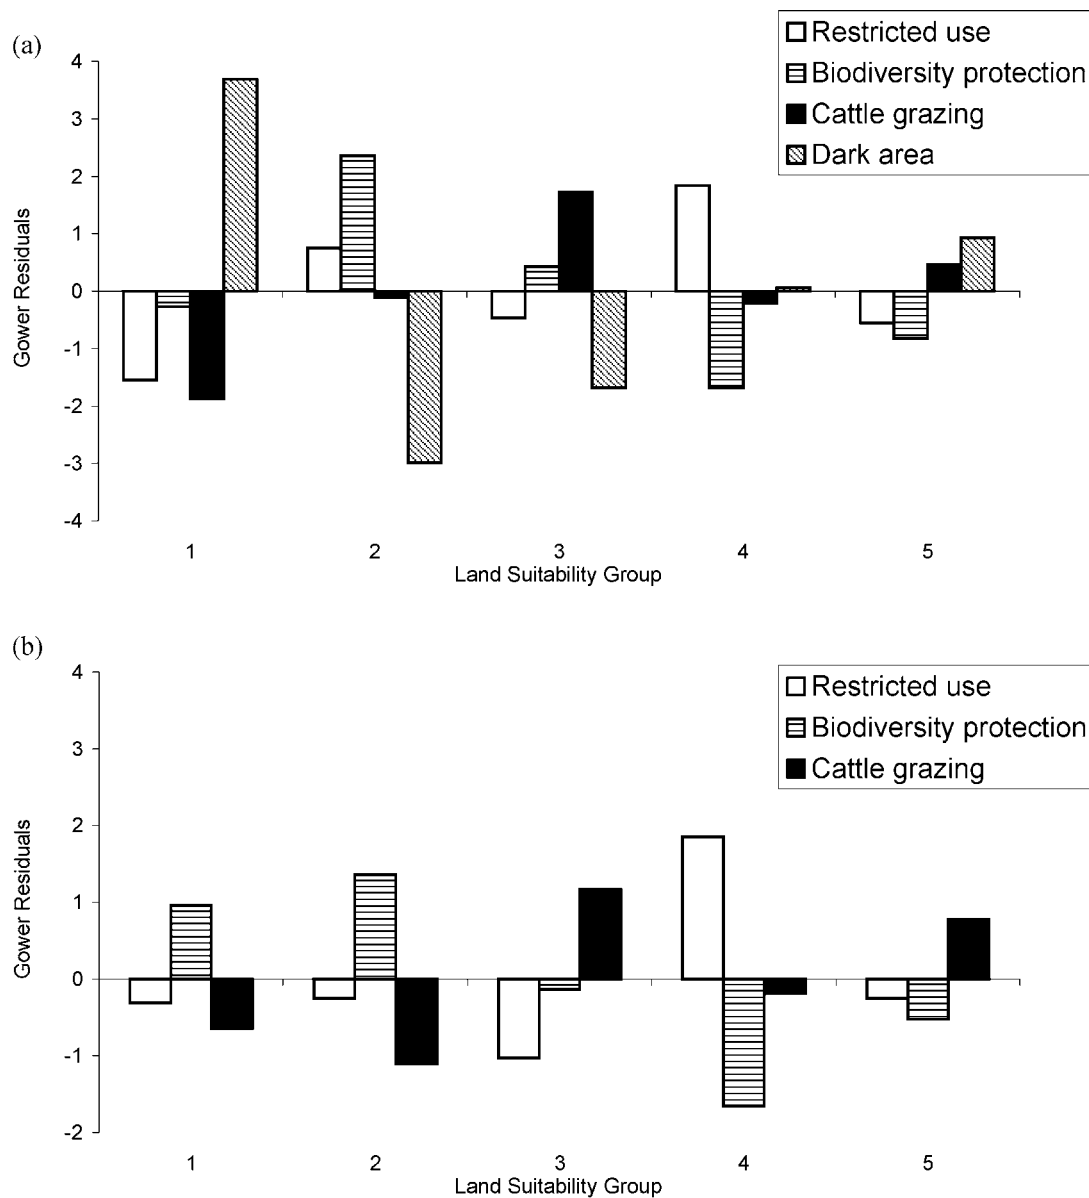 (a)
Restricted use
Biodiversity protection
Cattle grazing
Dark area
4
3
2
1
0
-1
-2
-3
-4
Gower Residuals
1 2 3 4 5
Land Suitability Group
(b)
Restricted use
Biodiversity protection
Cattle grazing
4
3
2
1
0
-1
-2
Gower Residuals
1 2 3 4 5
Land Suitability Group